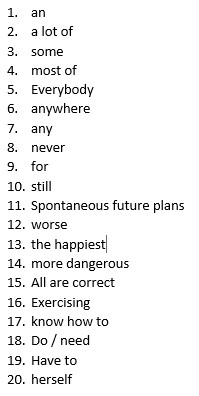 1. an
2. a lot of
3. some
4. most of
5. Everybody
6. anywhere
7. any
8. never
9. for
10. still
11. Spontaneous future plans
12. worse
13. the happiest
14. more dangerous
15. All are correct
16. Exercising
17. know how to
18. Do / need
19. Have to
20. herself